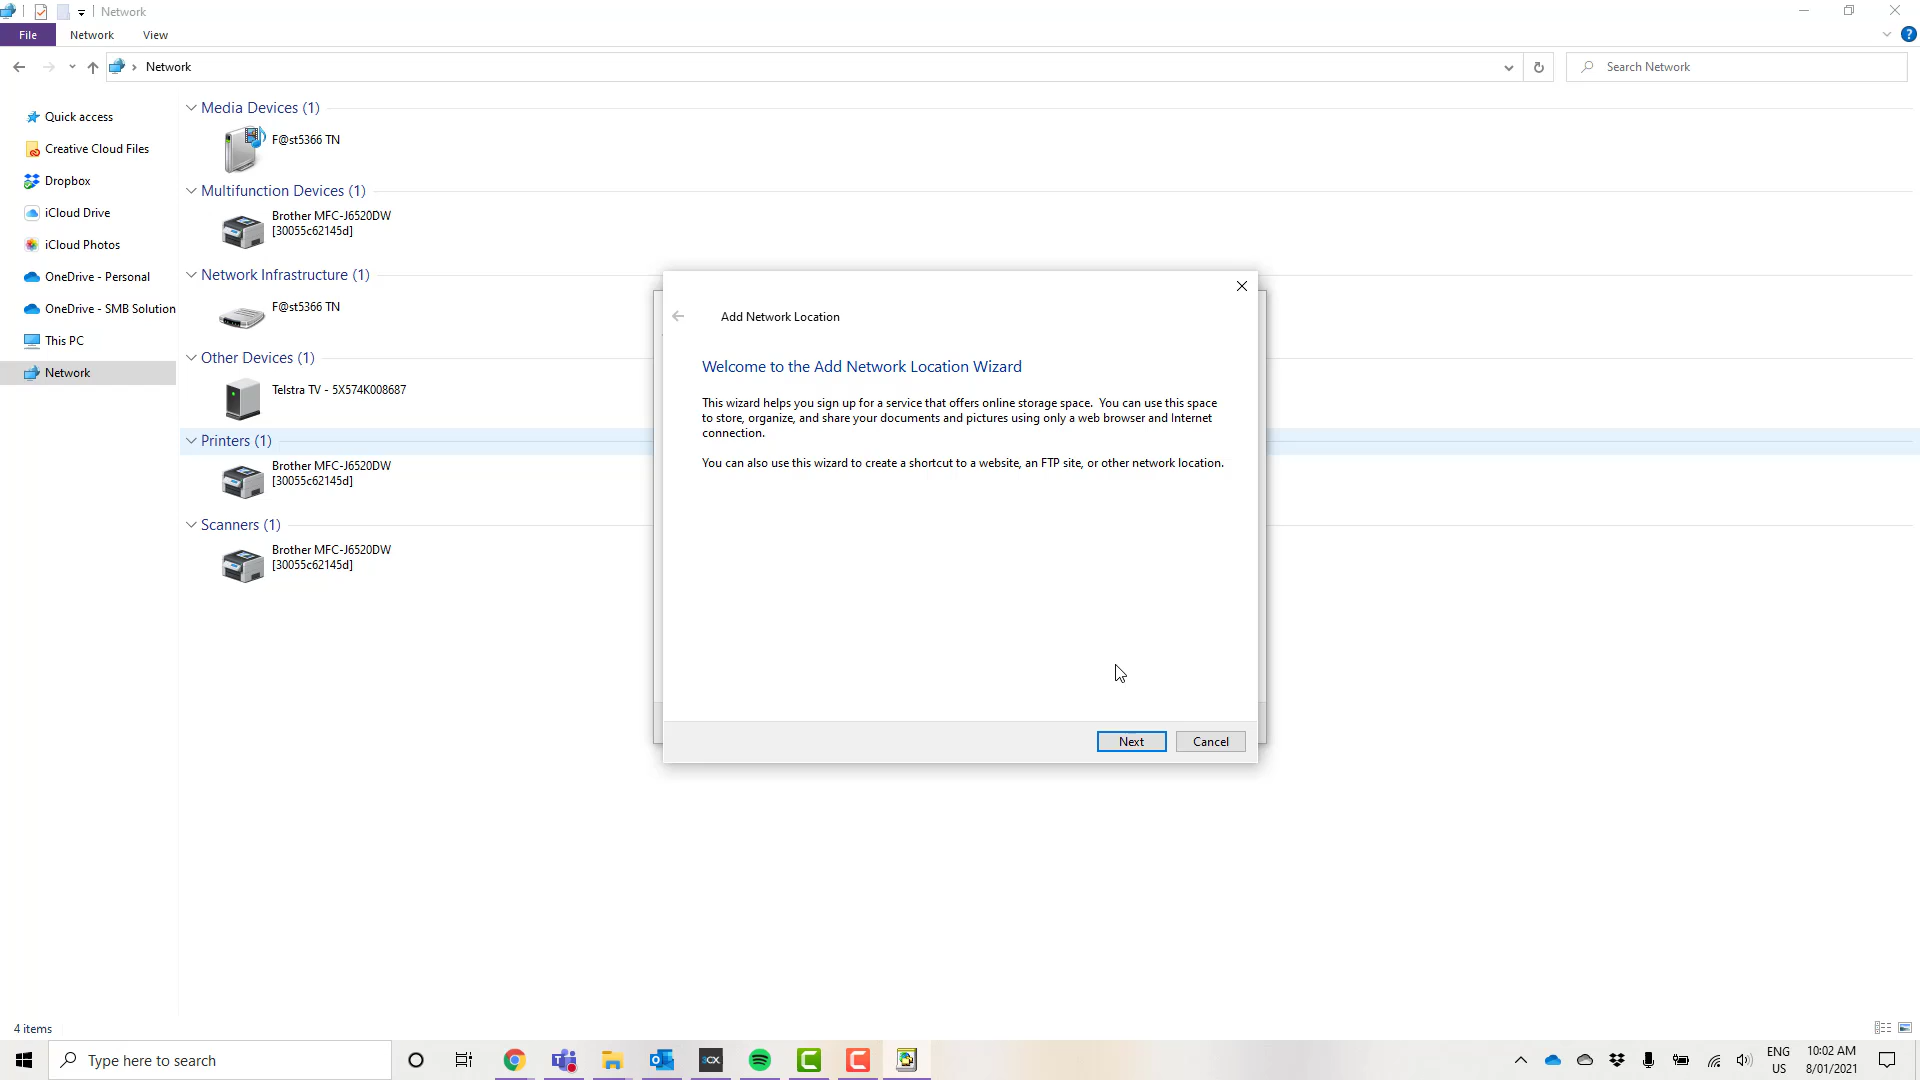 Network
File
Network
View
?
Network
Search Network
Quick access
Creative Cloud Files
Dropbox
iCloud Drive
iCloud Photos
OneDrive - Personal
OneDrive - SMB Solution
This PC
Network
Media Devices (1)
F@st5366 TN
Multifunction Devices (1)
Brother MFC-J6520DW
[30055c62145d]
Network Infrastructure (1)
F@st5366 TN
Other Devices (1)
Telstra TV - 5X574K008687
Printers (1)
Brother MFC-J6520DW
[30055c62145d]
Scanners (1)
Brother MFC-J6520DW
[30055c62145d]
Add Network Location
Welcome to the Add Network Location Wizard
This wizard helps you sign up for a service that offers online storage space. You can use this space
to store, organize, and share your documents and pictures using only a web browser and Internet
connection.
You can also use this wizard to create a shortcut to a website, an FTP site, or other network location.
Next
Cancel
4 items
Type here to search
3CX
ENG
US
10:02 AM
8/01/2021